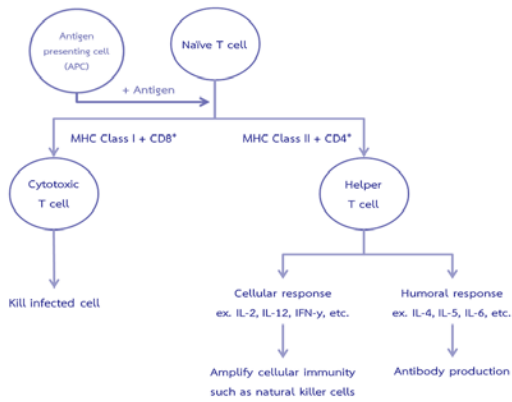 Antigen
presenting cell
(APC)
Naïve T cell
+ Antigen
MHC Class I + CD8⁺
MHC Class II + CD4⁺
Cytotoxic
T cell
Helper
T cell
Kill infected cell
Cellular response
ex. IL-2, IL-12, IFN-y, etc.
Humoral response
ex. IL-4, IL-5, IL-6, etc.
Amplify cellular immunity
such as natural killer cells
Antibody production